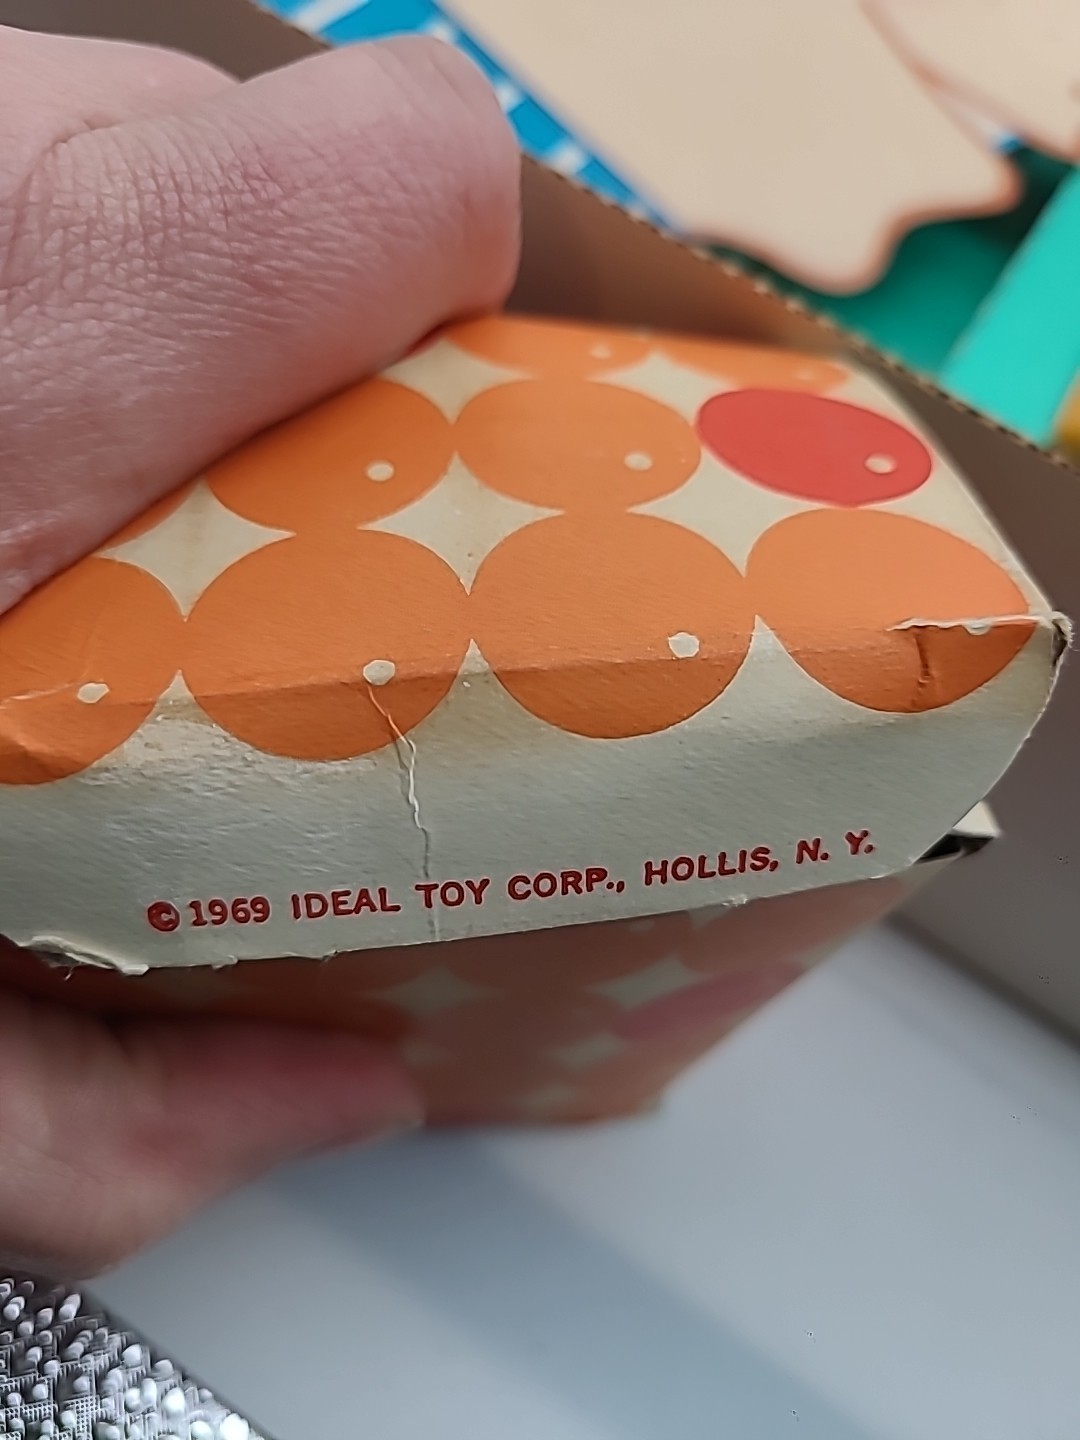 © 1969 IDEAL TOY CORP., HOLLIS, N. Y.